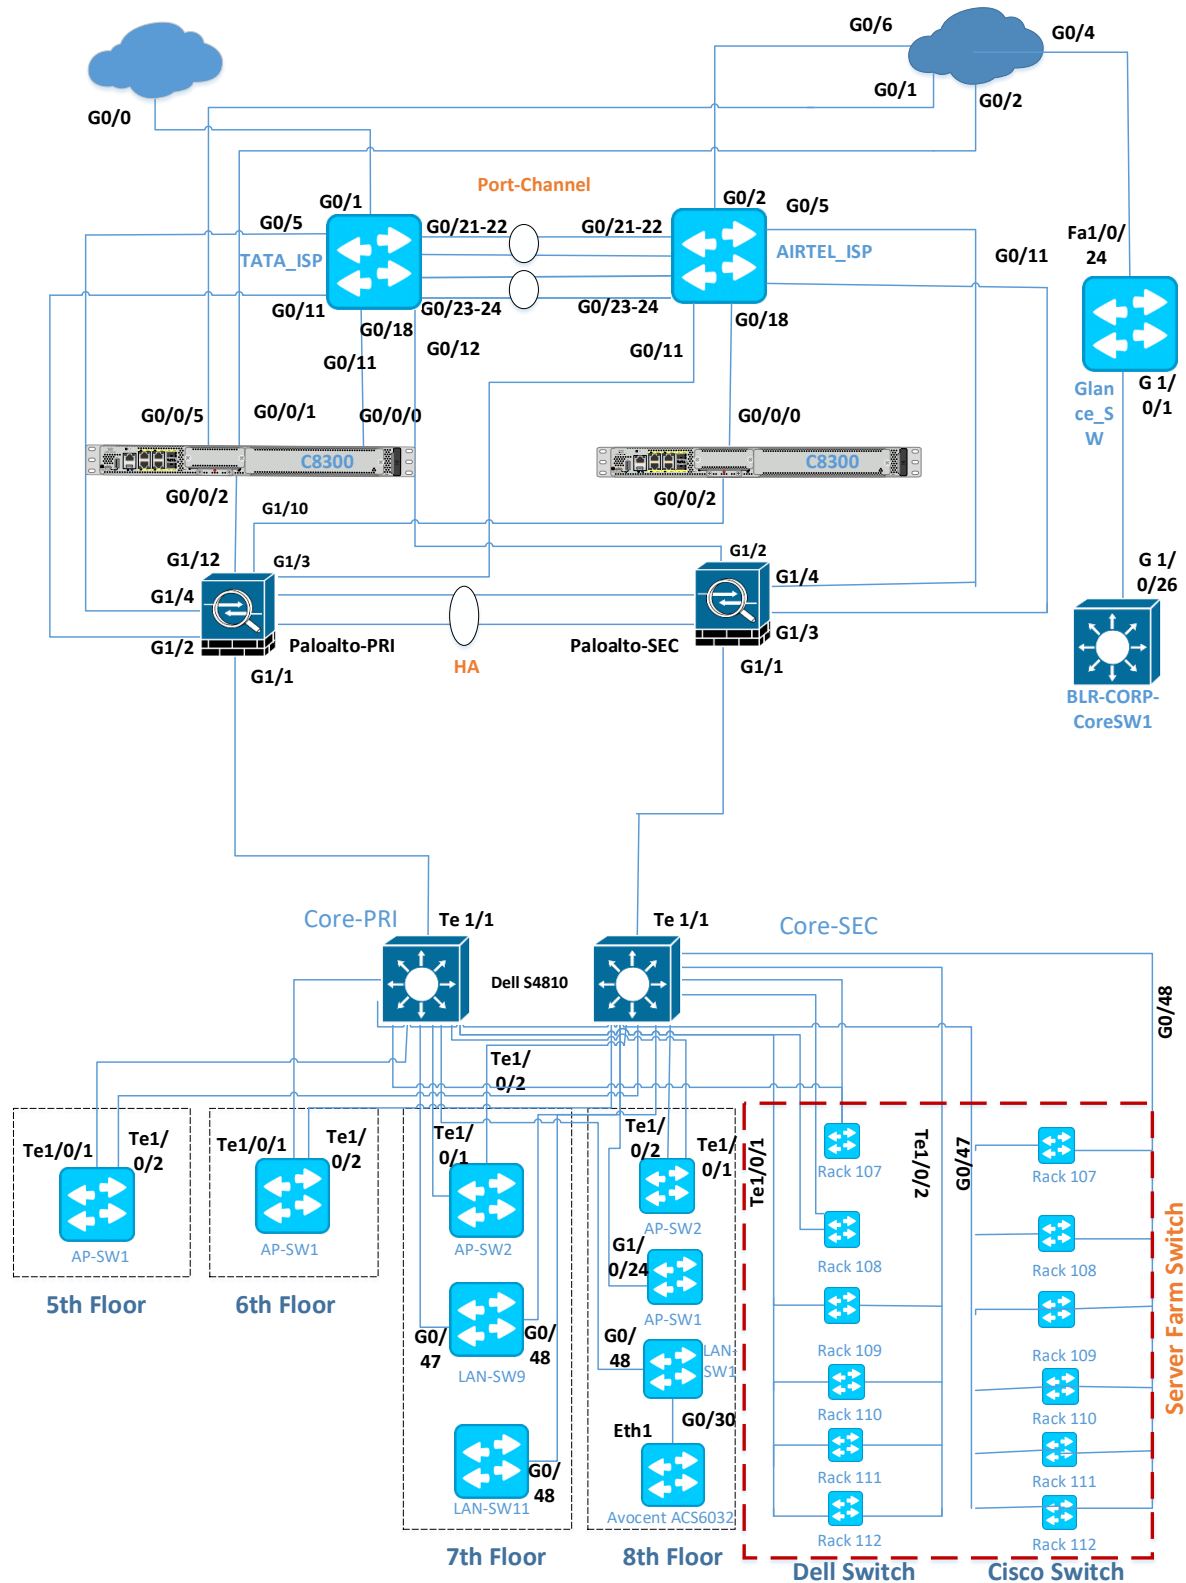 G0/6
G0/4
G0/1
G0/2
G0/0
Port-Channel
G0/1
G0/2
G0/5
G0/5
G0/21-22
G0/21-22
TATA_ISP
AIRTEL_ISP
G0/11
Fa1/0/
24
G0/11
G0/23-24
G0/23-24
G0/18
G0/18
G0/11
G0/12
G0/11
Glan
ce_S
W
G 1/
0/1
G0/0/5
G0/0/1
G0/0/0
G0/0/0
C8300
C8300
G0/0/2
G1/10
G0/0/2
G1/12
G1/3
G1/2
G1/4
G1/4
G 1/
0/26
G1/2
Paloalto-PRI
HA
Paloalto-SEC
G1/3
G1/1
G1/1
BLR-CORP-
CoreSW1
Core-PRI
Te 1/1
Te 1/1
Core-SEC
Dell S4810
G0/48
Te1/
0/2
Te1/0/1
Te1/
0/2
Te1/0/1
Te1/
0/2
Te1/
0/1
Te1/
0/2
Te1/
0/1
Te1/0/1
Te1/0/2
G0/47
Rack 107
Rack 107
AP-SW1
AP-SW1
AP-SW2
AP-SW2
5th Floor
6th Floor
G1/
0/24
Rack 108
Rack 108
AP-SW1
G0/
47
G0/
48
LAN-SW9
G0/
48
LAN-
SW1
Rack 109
Rack 109
Server Farm Switch
Rack 110
Rack 110
Eth1
G0/30
G0/
48
LAN-SW11
Avocent ACS6032
Rack 111
Rack 111
Rack 112
Rack 112
7th Floor
8th Floor
Dell Switch
Cisco Switch